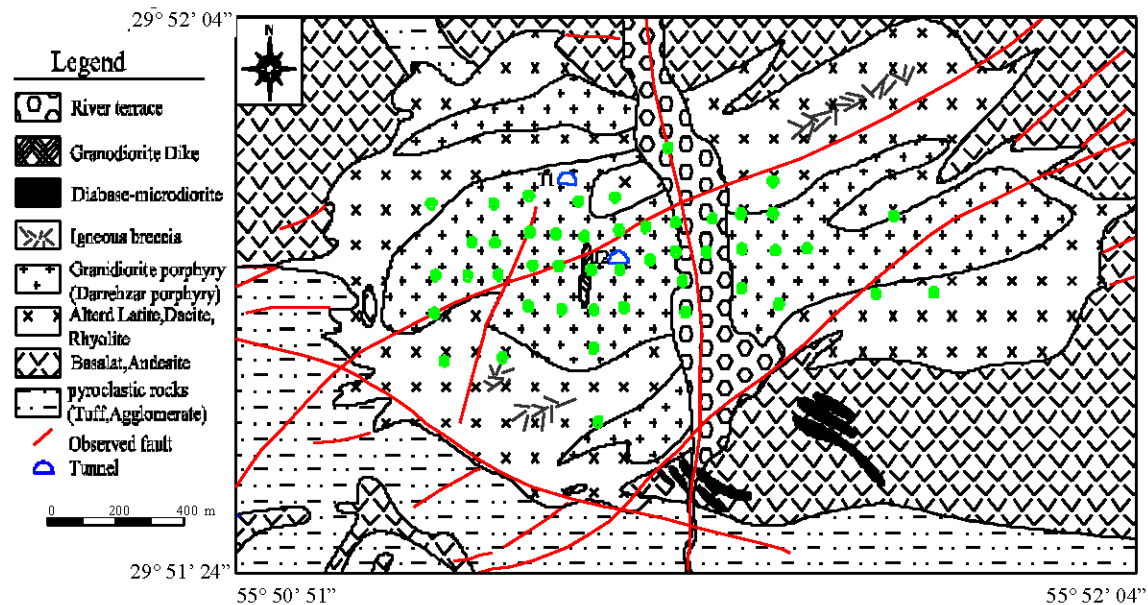 29° 52' 04"
N
Legend
River terrace
Granodiorite Dike
Diabase-microdiorite
Igneous breccia
Granidiorite porphyry
(Darrehzar porphyry)
Alterd Latite,Dacite,
Rhyolite
Basalat,Andesite
pyroclastic rocks
(Tuff,Agglomerate)
Observed fault
Tunnel
0 200 400 m
T1
T2
29° 51' 24"
55° 50' 51" 55° 52' 04"